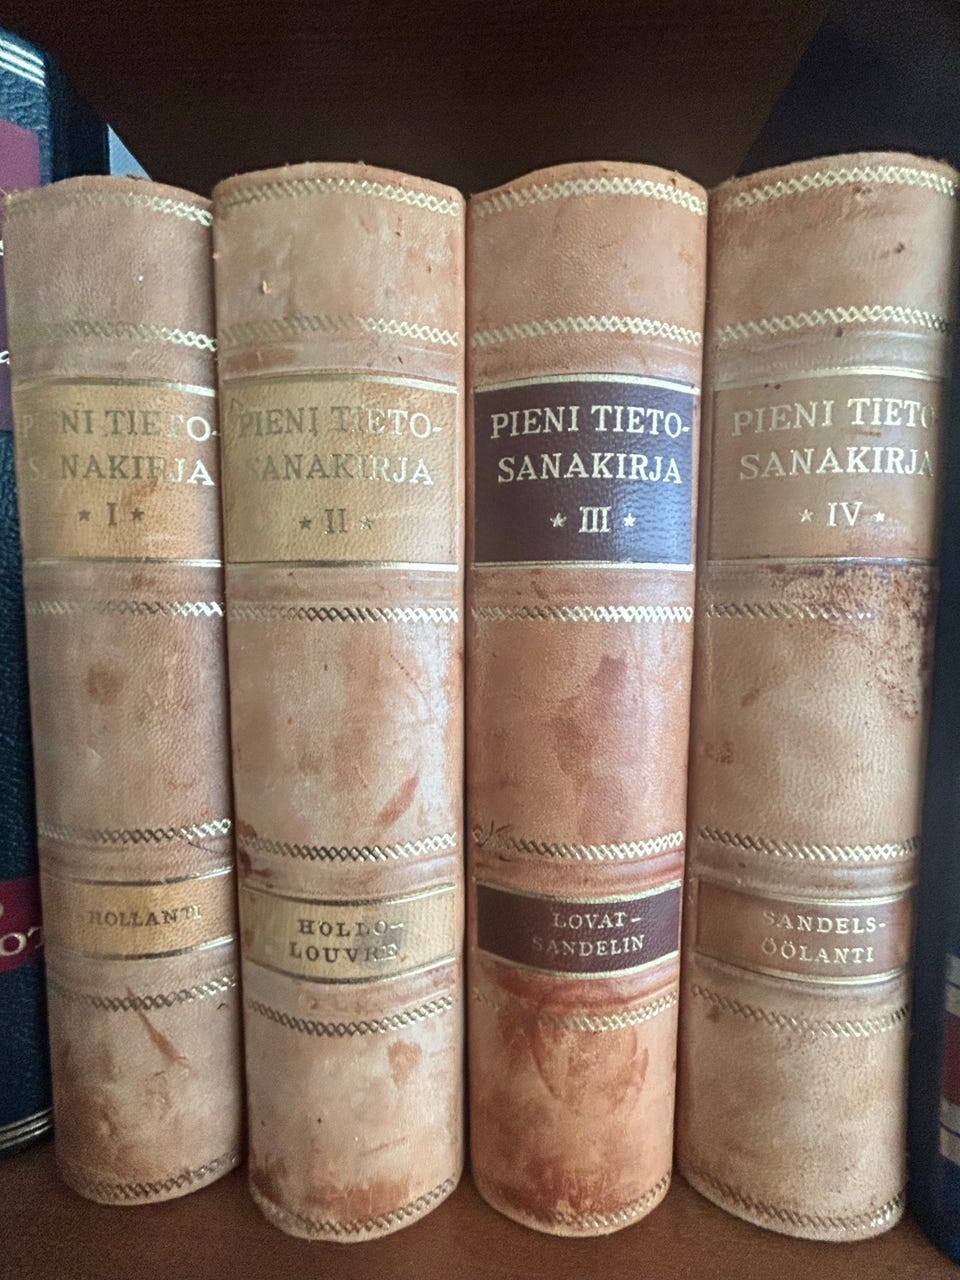 PIENI TIETO-
SANAKIRJA
* I *
-HOLLANTI
PIENI TIETO-
SANAKIRJA
* II *
HOLLO-
LOUVRE
PIENI TIETO-
SANAKIRJA
* III *
LOVAT-
SANDELIN
PIENI TIETO-
SANAKIRJA
* IV *
SANDELS-
ÖÖLANTI